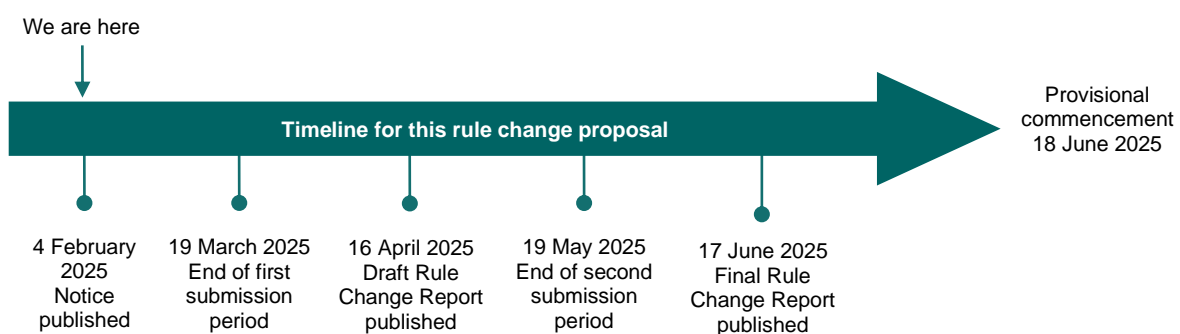 We are here
Timeline for this rule change proposal
Provisional
commencement
18 June 2025
4 February
2025
Notice
published
19 March 2025
End of first
submission
period
16 April 2025
Draft Rule
Change Report
published
19 May 2025
End of second
submission
period
17 June 2025
Final Rule
Change Report
published